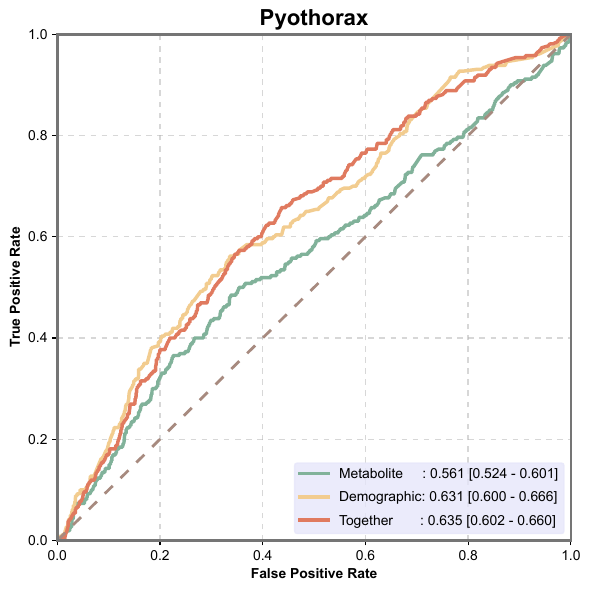 Pyothorax
1.0
0.8
0.6
0.4
0.2
0.0
True Positive Rate
Metabolite : 0.561 [0.524 - 0.601]
Demographic: 0.631 [0.600 - 0.666]
Together : 0.635 [0.602 - 0.660]
0.0 0.2 0.4 0.6 0.8 1.0
False Positive Rate